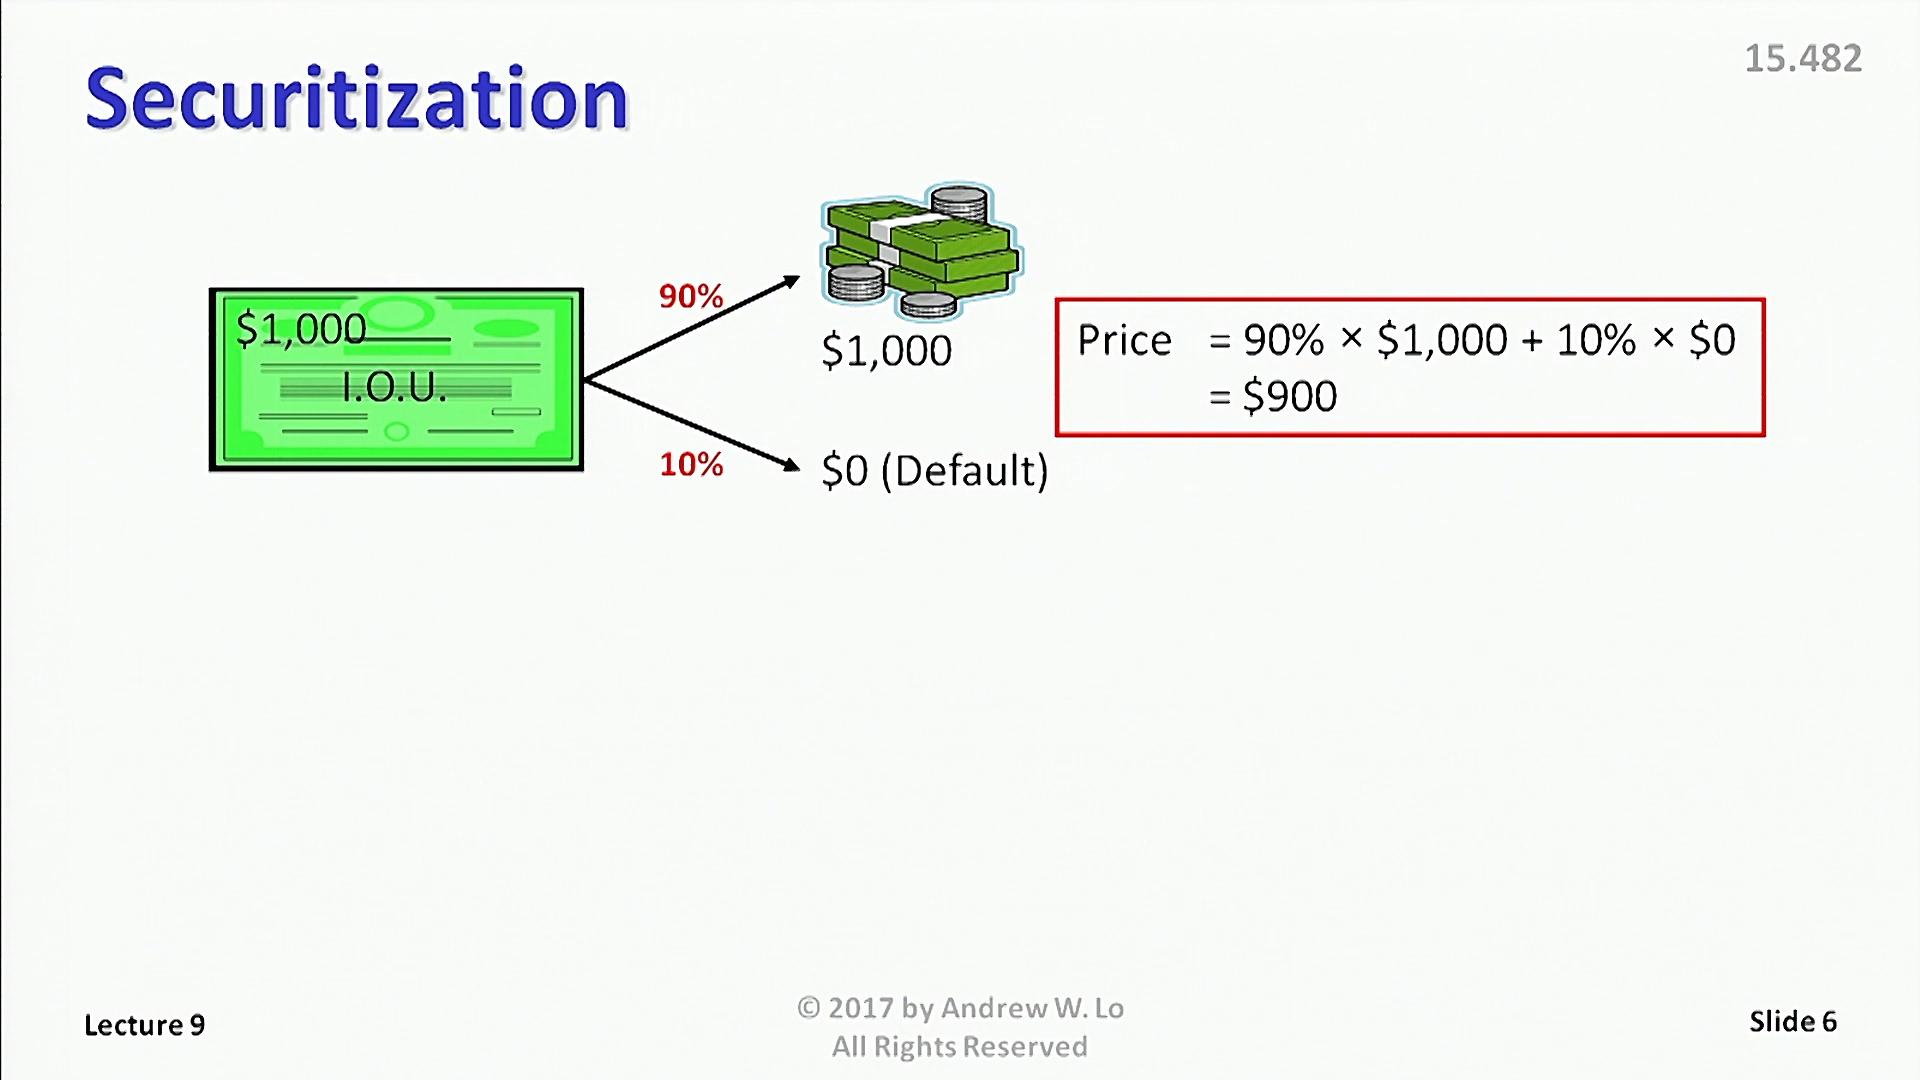 15.482
Securitization
$1,000
I.O.U.
90%
$1,000
10%
$0 (Default)
Price = 90% × $1,000 + 10% × $0
= $900
Lecture 9
© 2017 by Andrew W. Lo
All Rights Reserved
Slide 6